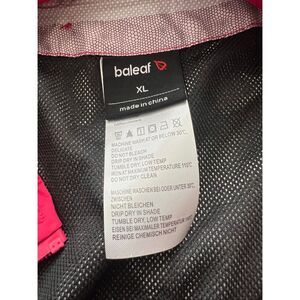 baleaf
XL
made in china
MACHINE WASH AT OR BELOW 30℃,
DELICATE
DO NOT BLEACH
DRIP DRY IN SHADE
TUMBLE DRY, LOW TEMP
IRON AT MAXIMUM TEMPERATURE 110℃
DO NOT DRY CLEAN
MASCHINE WASCHEN BEI ODER UNTER 30℃,
ZWISCHEN
NICHT BLEICHEN
DRIP DRY IN SHADE
TUMBLE DRY, LOW TEMP
EISEN BEI MAXIMALER TEMPERATUR 110℃
REINIGE CHEMISCH NICHT